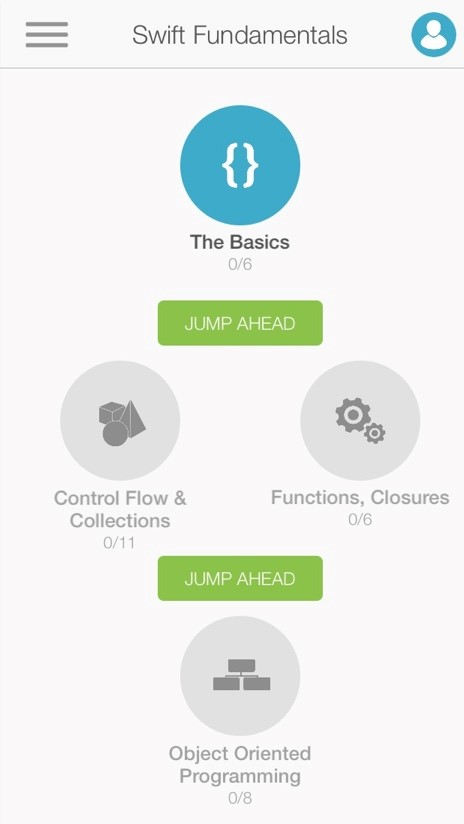 Swift Fundamentals
{}
The Basics
0/6
JUMP AHEAD
Control Flow &
Collections
0/11
Functions, Closures
0/6
JUMP AHEAD
Object Oriented
Programming
0/8